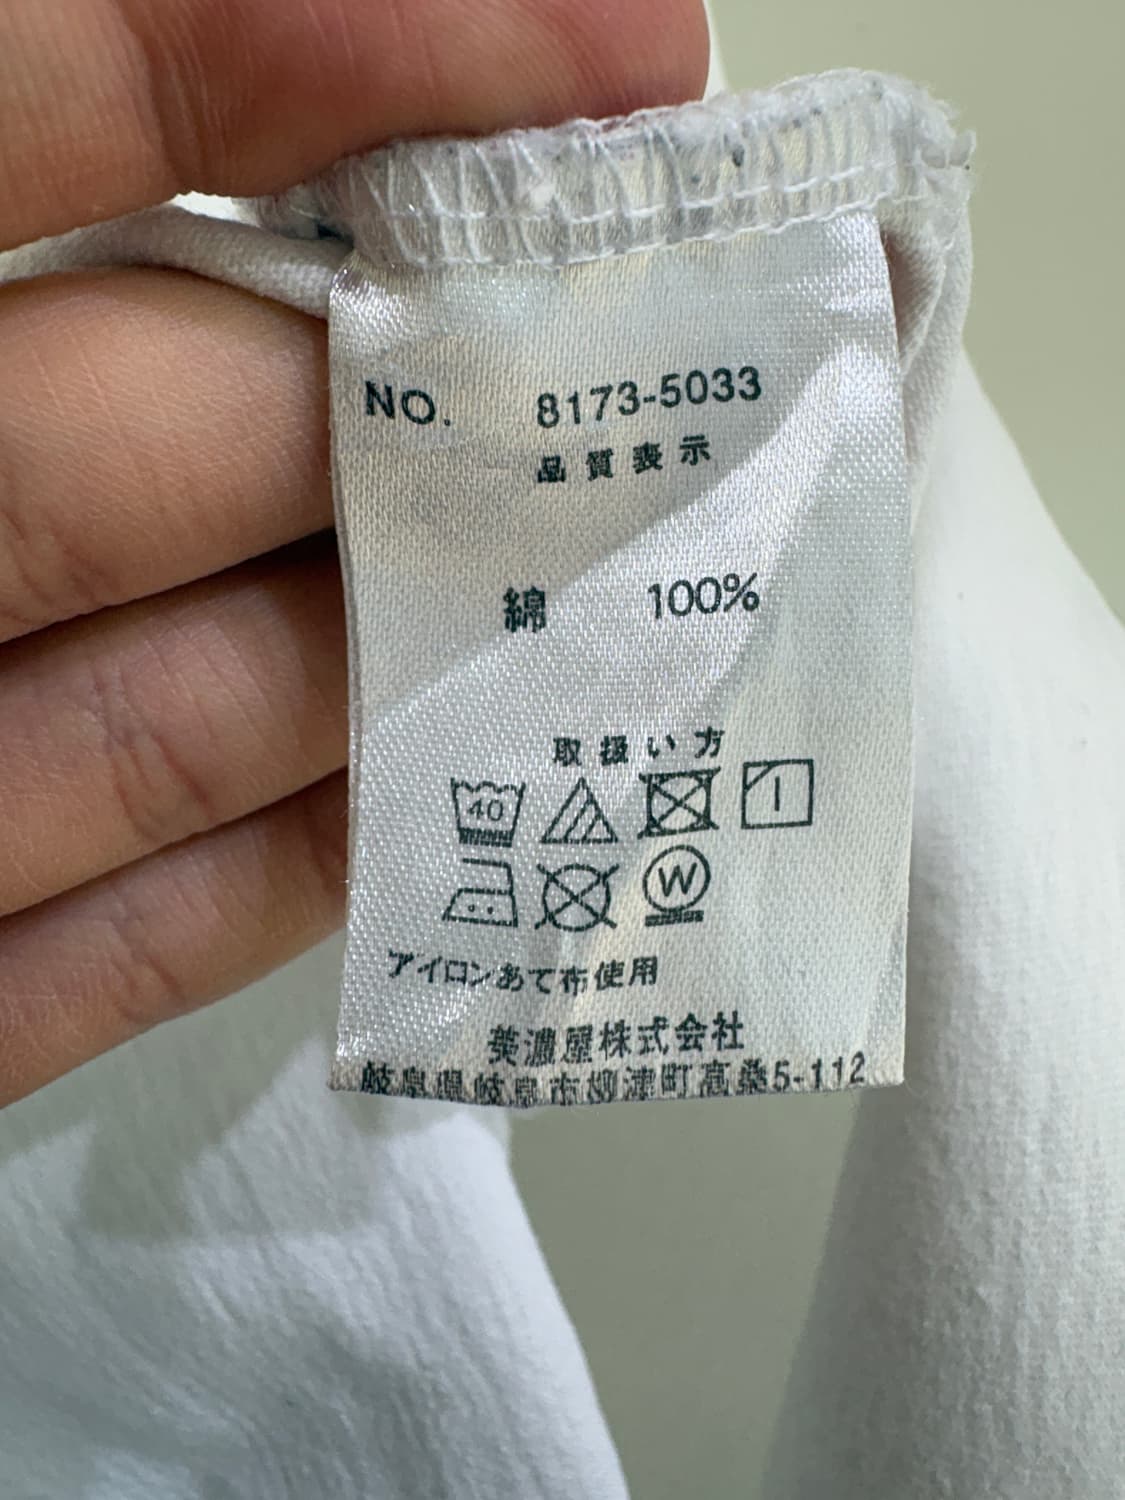 NO. 8173-5033
品質表示
綿 100%
取扱い方
40
W
アイロンあて布使用
美濃屋株式会社
岐阜県岐阜市柳津町高桑5-112